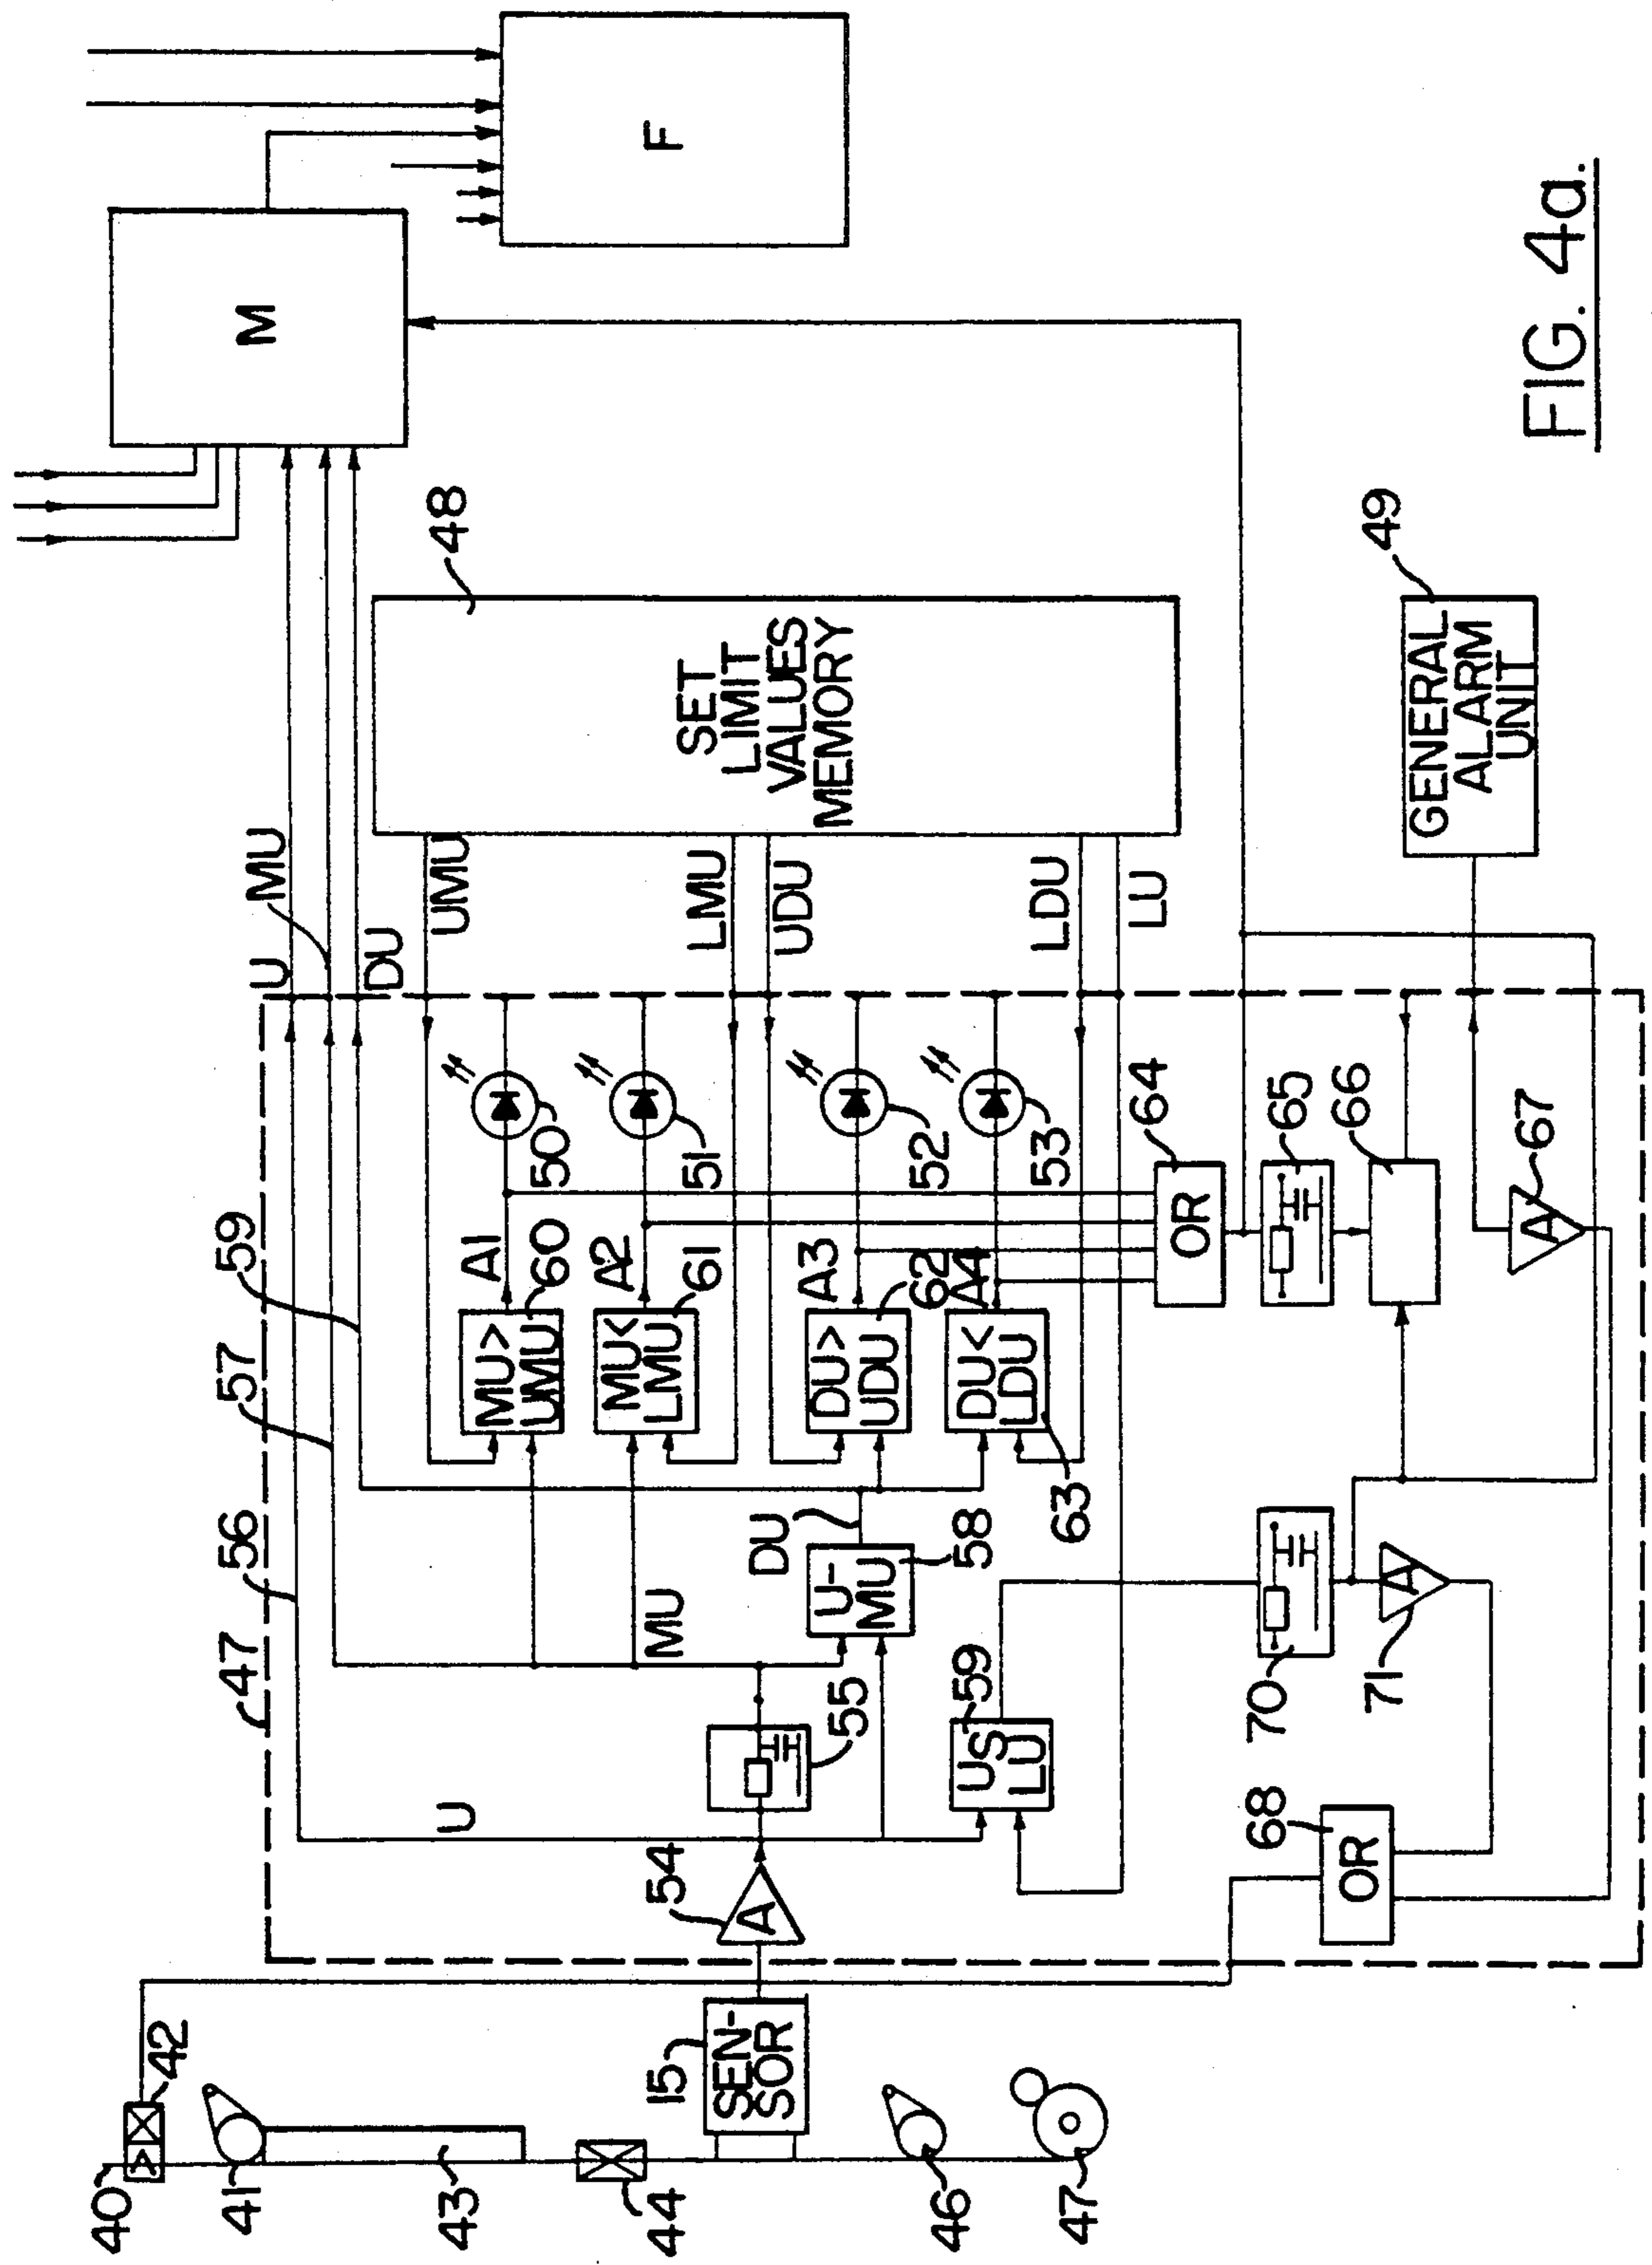 M
F
FIG. 4a.
48
SET
LIMIT
VALUES
MEMORY
49
GENERAL
ALARM
UNIT
U
MU
DU
UMU
LMU
UDU
LDU
LU
59
57
56
47
50
51
52
53
A1
A2
A3
A4
60
61
62
63
MU>
UMU
MU<
LMU
DU>
UDU
DU<
LDU
64
OR
65
66
67
A
DU
MU
U-
MU
58
U
55
59
US
LU
70
71
A
68
OR
54
A
15
SEN-
SOR
40
41
42
43
44
46
47